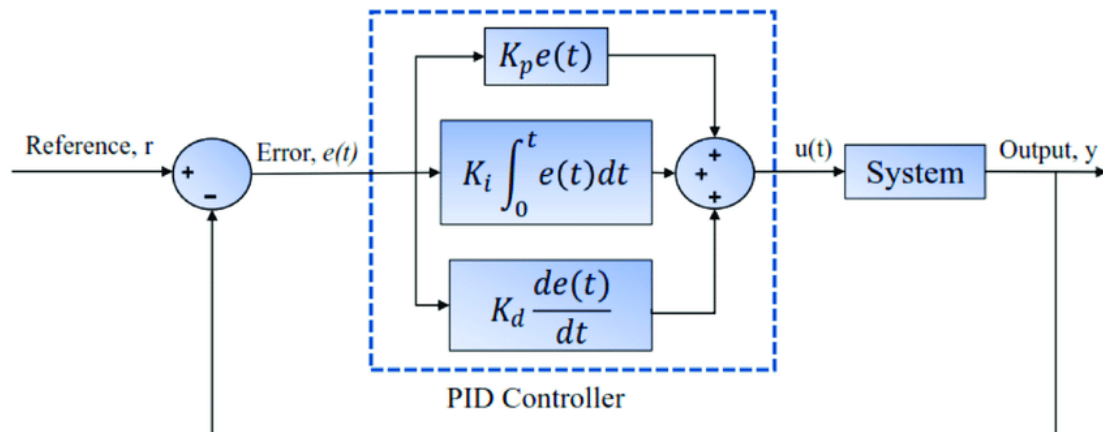 K_p e(t)
Reference, r
+
−
Error, e(t)
K_i ∫_0^t e(t)dt
+
+
+
u(t)
System
Output, y
K_d de(t)/dt
PID Controller